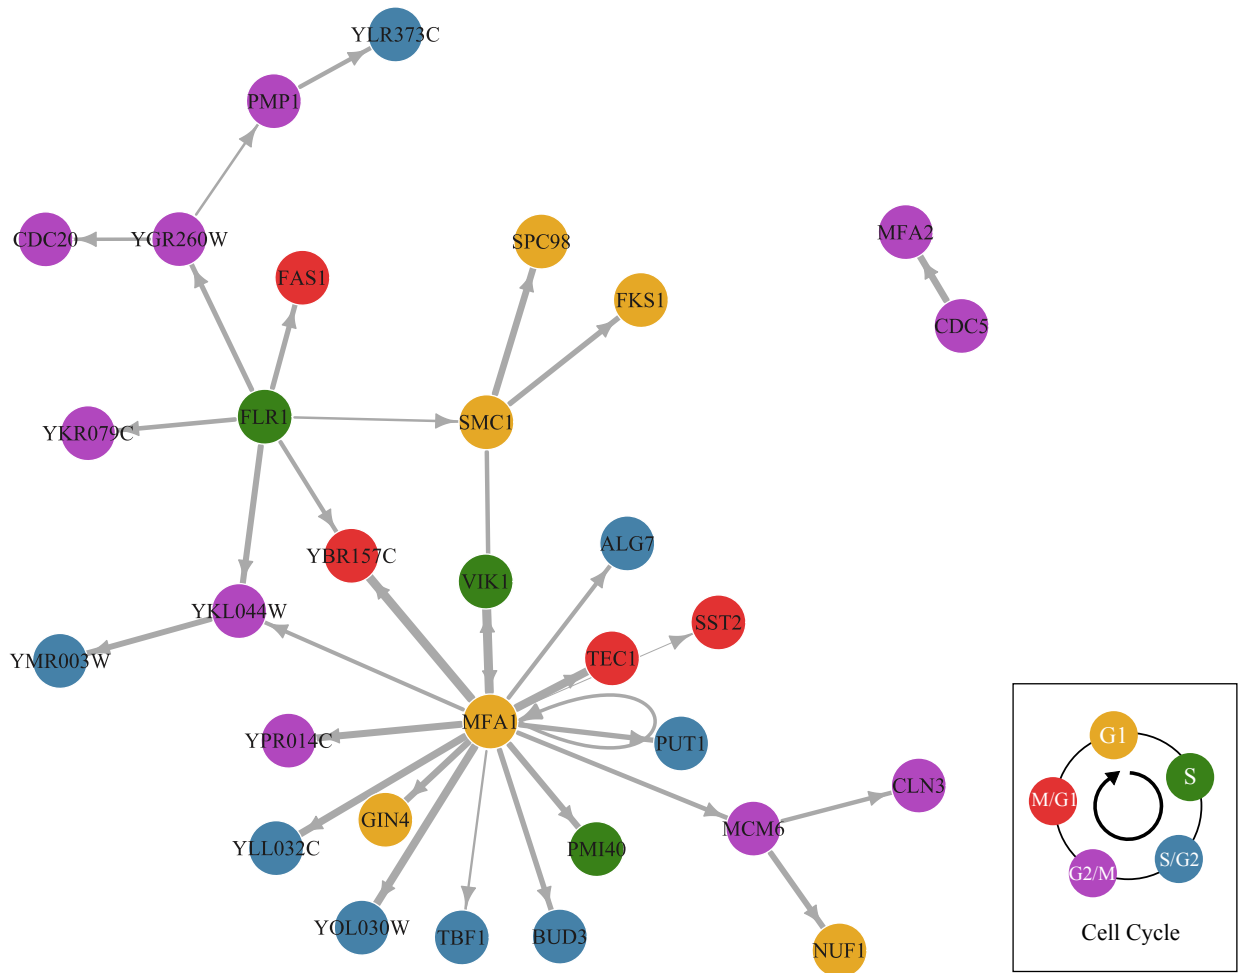 YLR373C
PMP1
MFA2
CDC20
YGR260W
SPC98
FAS1
FKS1
CDC5
FLR1
SMC1
YKR079C
ALG7
YBR157C
VIK1
YKL044W
SST2
YMR003W
TEC1
MFA1
YPR014C
PUT1
G1
S
CLN3
M/G1
GIN4
MCM6
YLL032C
PMI40
S/G2
G2/M
YOL030W
TBF1
BUD3
Cell Cycle
NUF1